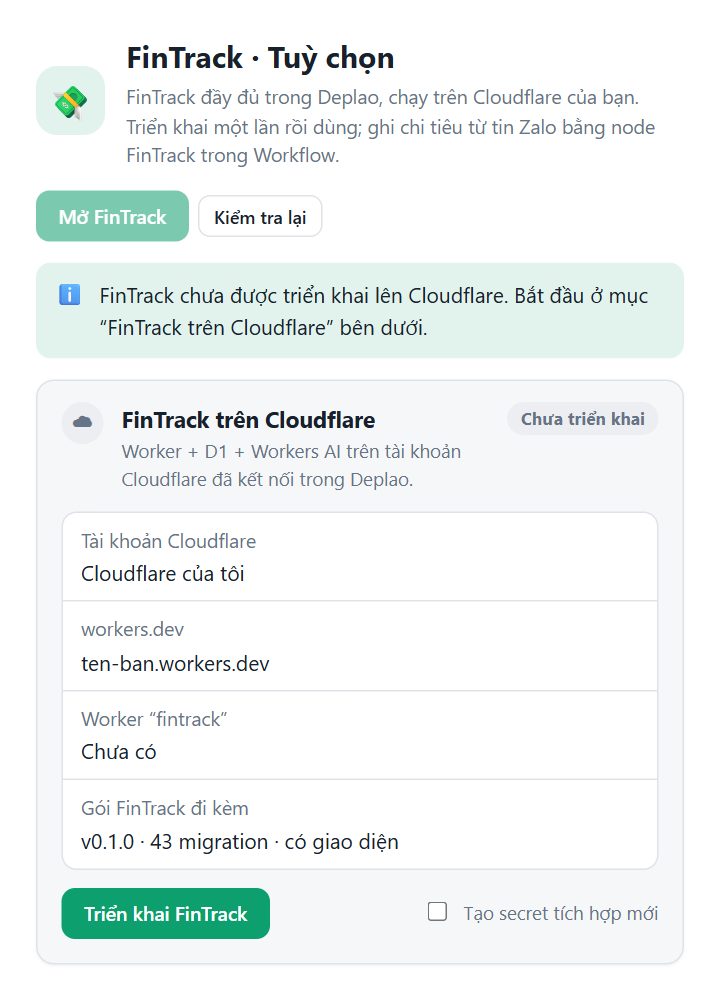 FinTrack · Tuỳ chọn
FinTrack đầy đủ trong Deplao, chạy trên Cloudflare của bạn.
Triển khai một lần rồi dùng; ghi chi tiêu từ tin Zalo bằng node
FinTrack trong Workflow.
Mở FinTrack
Kiểm tra lại
FinTrack chưa được triển khai lên Cloudflare. Bắt đầu ở mục
“FinTrack trên Cloudflare” bên dưới.
FinTrack trên Cloudflare
Chưa triển khai
Worker + D1 + Workers AI trên tài khoản
Cloudflare đã kết nối trong Deplao.
Tài khoản Cloudflare
Cloudflare của tôi
workers.dev
ten-ban.workers.dev
Worker “fintrack”
Chưa có
Gói FinTrack đi kèm
v0.1.0 · 43 migration · có giao diện
Triển khai FinTrack
Tạo secret tích hợp mới